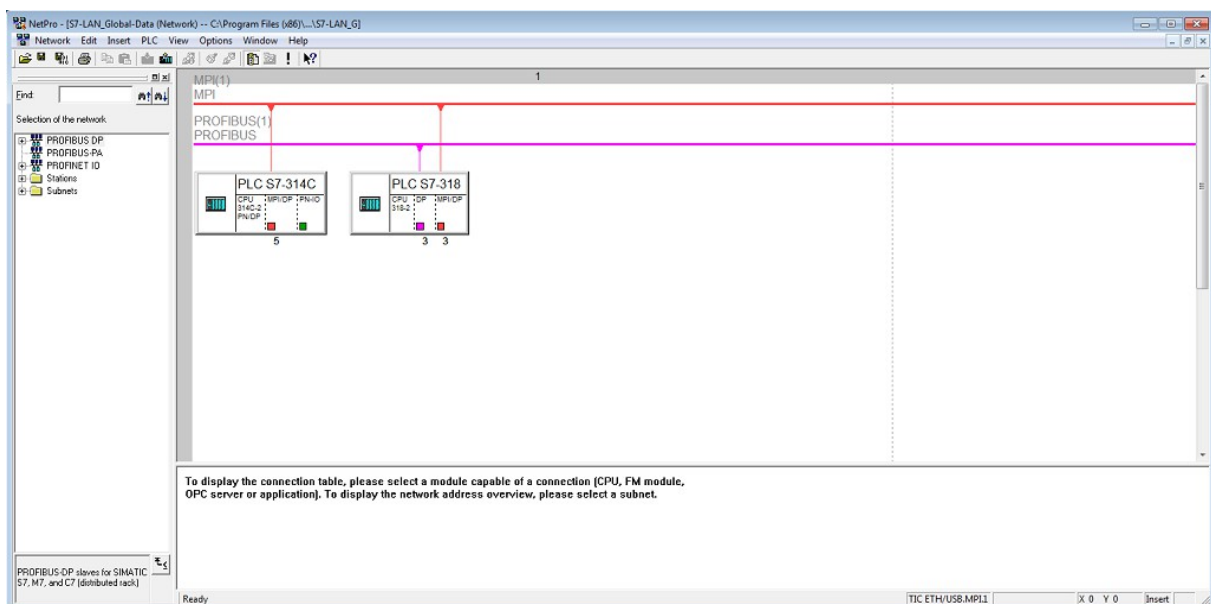 NetPro - [S7-LAN_Global-Data (Network) -- C:\Program Files (x86)\...\S7-LAN_G]
Network Edit Insert PLC View Options Window Help
Find:
Selection of the network
PROFIBUS DP
PROFIBUS-PA
PROFINET IO
Stations
Subnets
1
MPI(1)
MPI
PROFIBUS(1)
PROFIBUS
PLC S7-314C
CPU 314C-2 PN/DP
MPI/DP
PN-IO
5
PLC S7-318
CPU 318-2
DP
MPI/DP
3 3
To display the connection table, please select a module capable of a connection (CPU, FM module,
OPC server or application). To display the network address overview, please select a subnet.
PROFIBUS-DP slaves for SIMATIC
S7, M7, and C7 (distributed rack)
Ready
TIC ETH/USB.MPI.1
X 0 Y 0
Insert